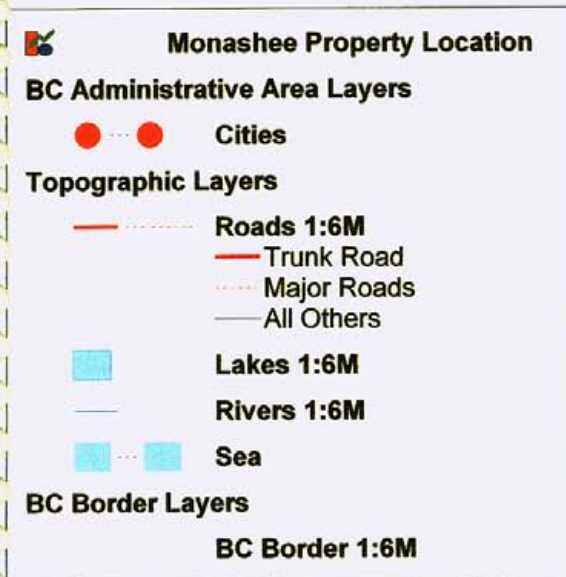 Monashee Property Location
BC Administrative Area Layers
Cities
Topographic Layers
Roads 1:6M
Trunk Road
Major Roads
All Others
Lakes 1:6M
Rivers 1:6M
Sea
BC Border Layers
BC Border 1:6M